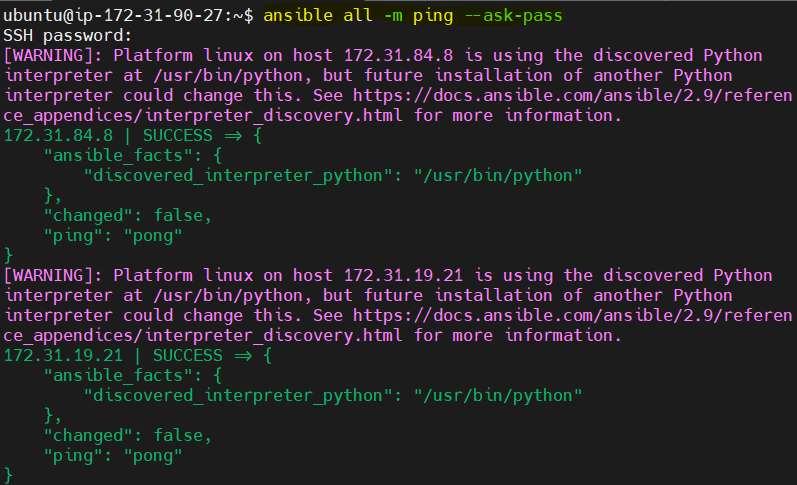 ubuntu@ip-172-31-90-27:~$ ansible all -m ping --ask-pass
SSH password:
[WARNING]: Platform linux on host 172.31.84.8 is using the discovered Python
interpreter at /usr/bin/python, but future installation of another Python
interpreter could change this. See https://docs.ansible.com/ansible/2.9/referen
ce_appendices/interpreter_discovery.html for more information.
172.31.84.8 | SUCCESS => {
    "ansible_facts": {
        "discovered_interpreter_python": "/usr/bin/python"
    },
    "changed": false,
    "ping": "pong"
}
[WARNING]: Platform linux on host 172.31.19.21 is using the discovered Python
interpreter at /usr/bin/python, but future installation of another Python
interpreter could change this. See https://docs.ansible.com/ansible/2.9/referen
ce_appendices/interpreter_discovery.html for more information.
172.31.19.21 | SUCCESS => {
    "ansible_facts": {
        "discovered_interpreter_python": "/usr/bin/python"
    },
    "changed": false,
    "ping": "pong"
}